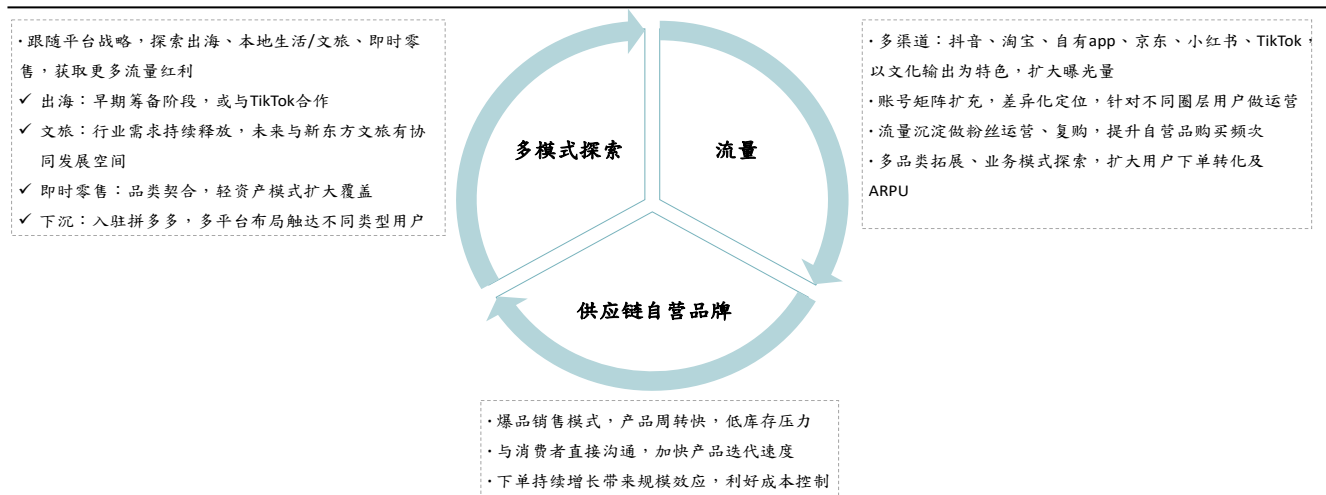 ·跟随平台战略，探索出海、本地生活/文旅、即时零
售，获取更多流量红利
✓ 出海：早期筹备阶段，或与TikTok合作
✓ 文旅：行业需求持续释放，未来与新东方文旅有协
同发展空间
✓ 即时零售：品类契合，轻资产模式扩大覆盖
✓ 下沉：入驻拼多多，多平台布局触达不同类型用户
多模式探索
流量
供应链自营品牌
·多渠道：抖音、淘宝、自有app、京东、小红书、TikTok，
以文化输出为特色，扩大曝光量
·账号矩阵扩充，差异化定位，针对不同圈层用户做运营
·流量沉淀做粉丝运营、复购，提升自营品购买频次
·多品类拓展、业务模式探索，扩大用户下单转化及
ARPU
·爆品销售模式，产品周转快，低库存压力
·与消费者直接沟通，加快产品迭代速度
·下单持续增长带来规模效应，利好成本控制